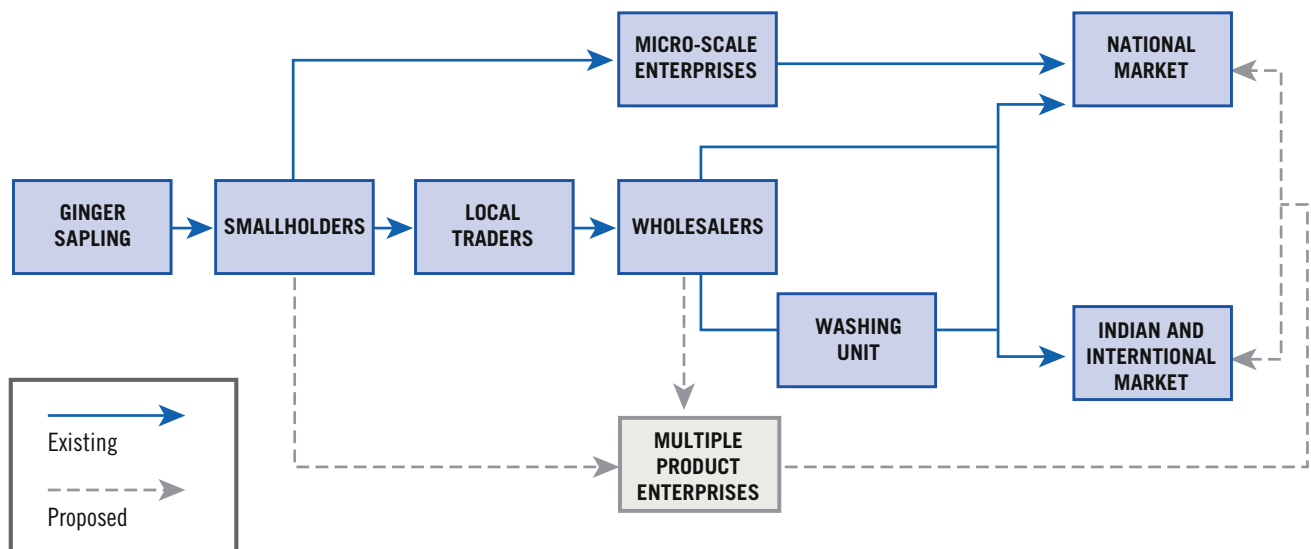 MICRO-SCALE
ENTERPRISES
NATIONAL
MARKET
GINGER
SAPLING
SMALLHOLDERS
LOCAL
TRADERS
WHOLESALERS
WASHING
UNIT
INDIAN AND
INTERNTIONAL
MARKET
MULTIPLE
PRODUCT
ENTERPRISES
Existing
Proposed